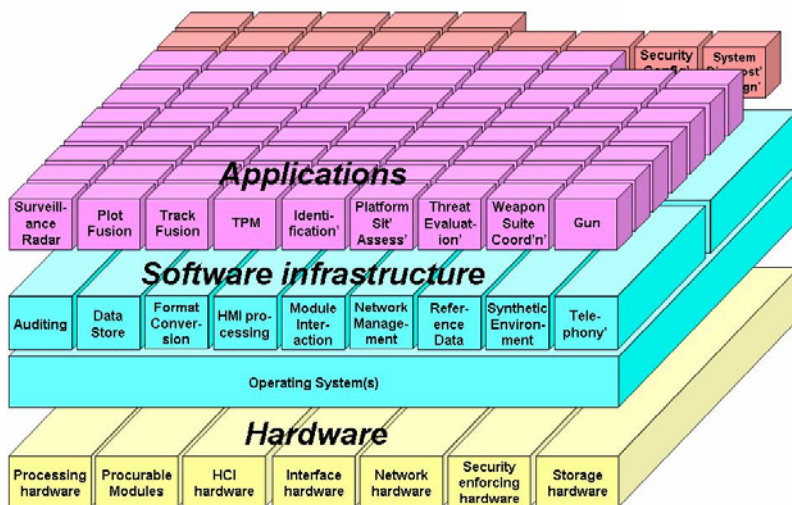 Security
System
Applications
Surveill-
ance
Radar
Plot
Fusion
Track
Fusion
TPM
Identi-
fication'
Platform
Sit'
Assess'
Threat
Evaluat-
ion'
Weapon
Suite
Coord'n'
Gun
Software infrastructure
Auditing
Data
Store
Format
Conver-
sion
HMI pro-
cessing
Module
Inter-
action
Network
Manage-
ment
Refer-
ence
Data
Synthetic
Environ-
ment
Tele-
phony'
Operating System(s)
Hardware
Processing
hardware
Procurable
Modules
HCI
hardware
Interface
hardware
Network
hardware
Security
enforcing
hardware
Storage
hardware